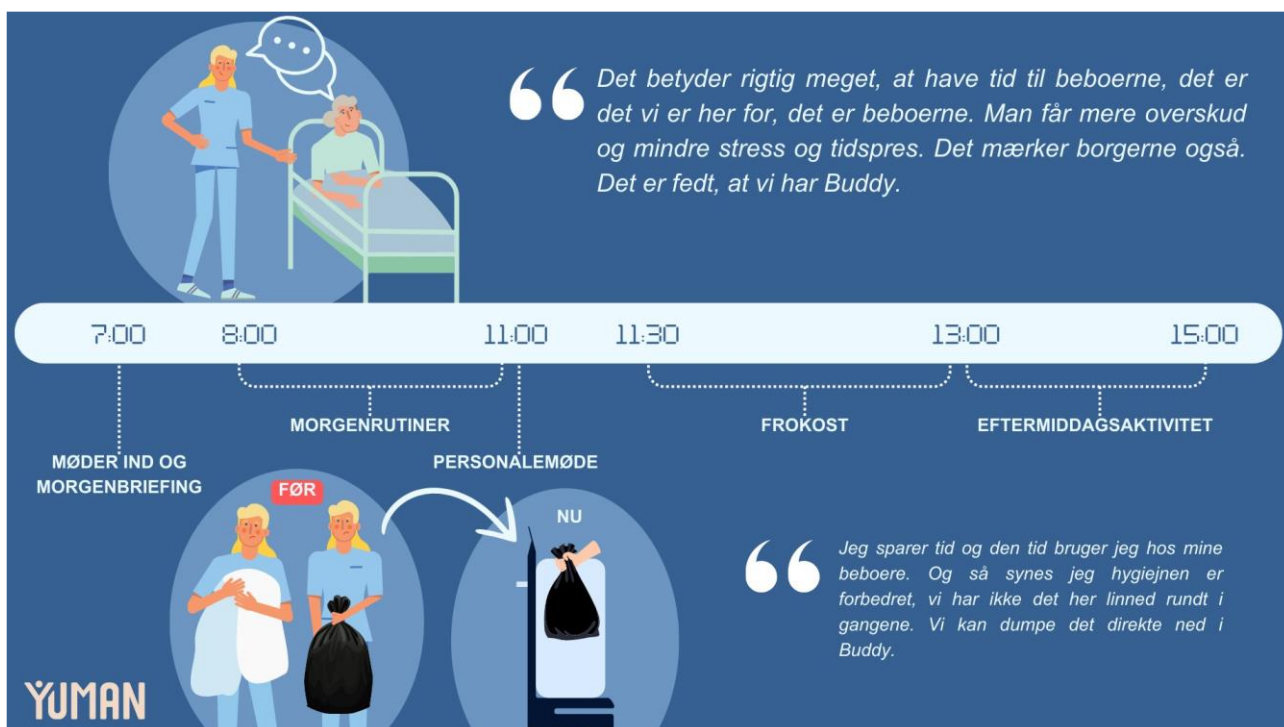 Det betyder rigtig meget, at have tid til beboerne, det er
det vi er her for, det er beboerne. Man får mere overskud
og mindre stress og tidspres. Det mærker borgerne også.
Det er fedt, at vi har Buddy.
7:00 8:00 11:00 11:30 13:00 15:00
MORGENRUTINER FROKOST EFTERMIDDAGSAKTIVITET
MØDER IND OG
MORGENBRIEFING
PERSONALEMØDE
FØR
NU
Jeg sparer tid og den tid bruger jeg hos mine
beboere. Og så synes jeg hygiejnen er
forbedret, vi har ikke det her linned rundt i
gangene. Vi kan dumpe det direkte ned i
Buddy.
YUMAN